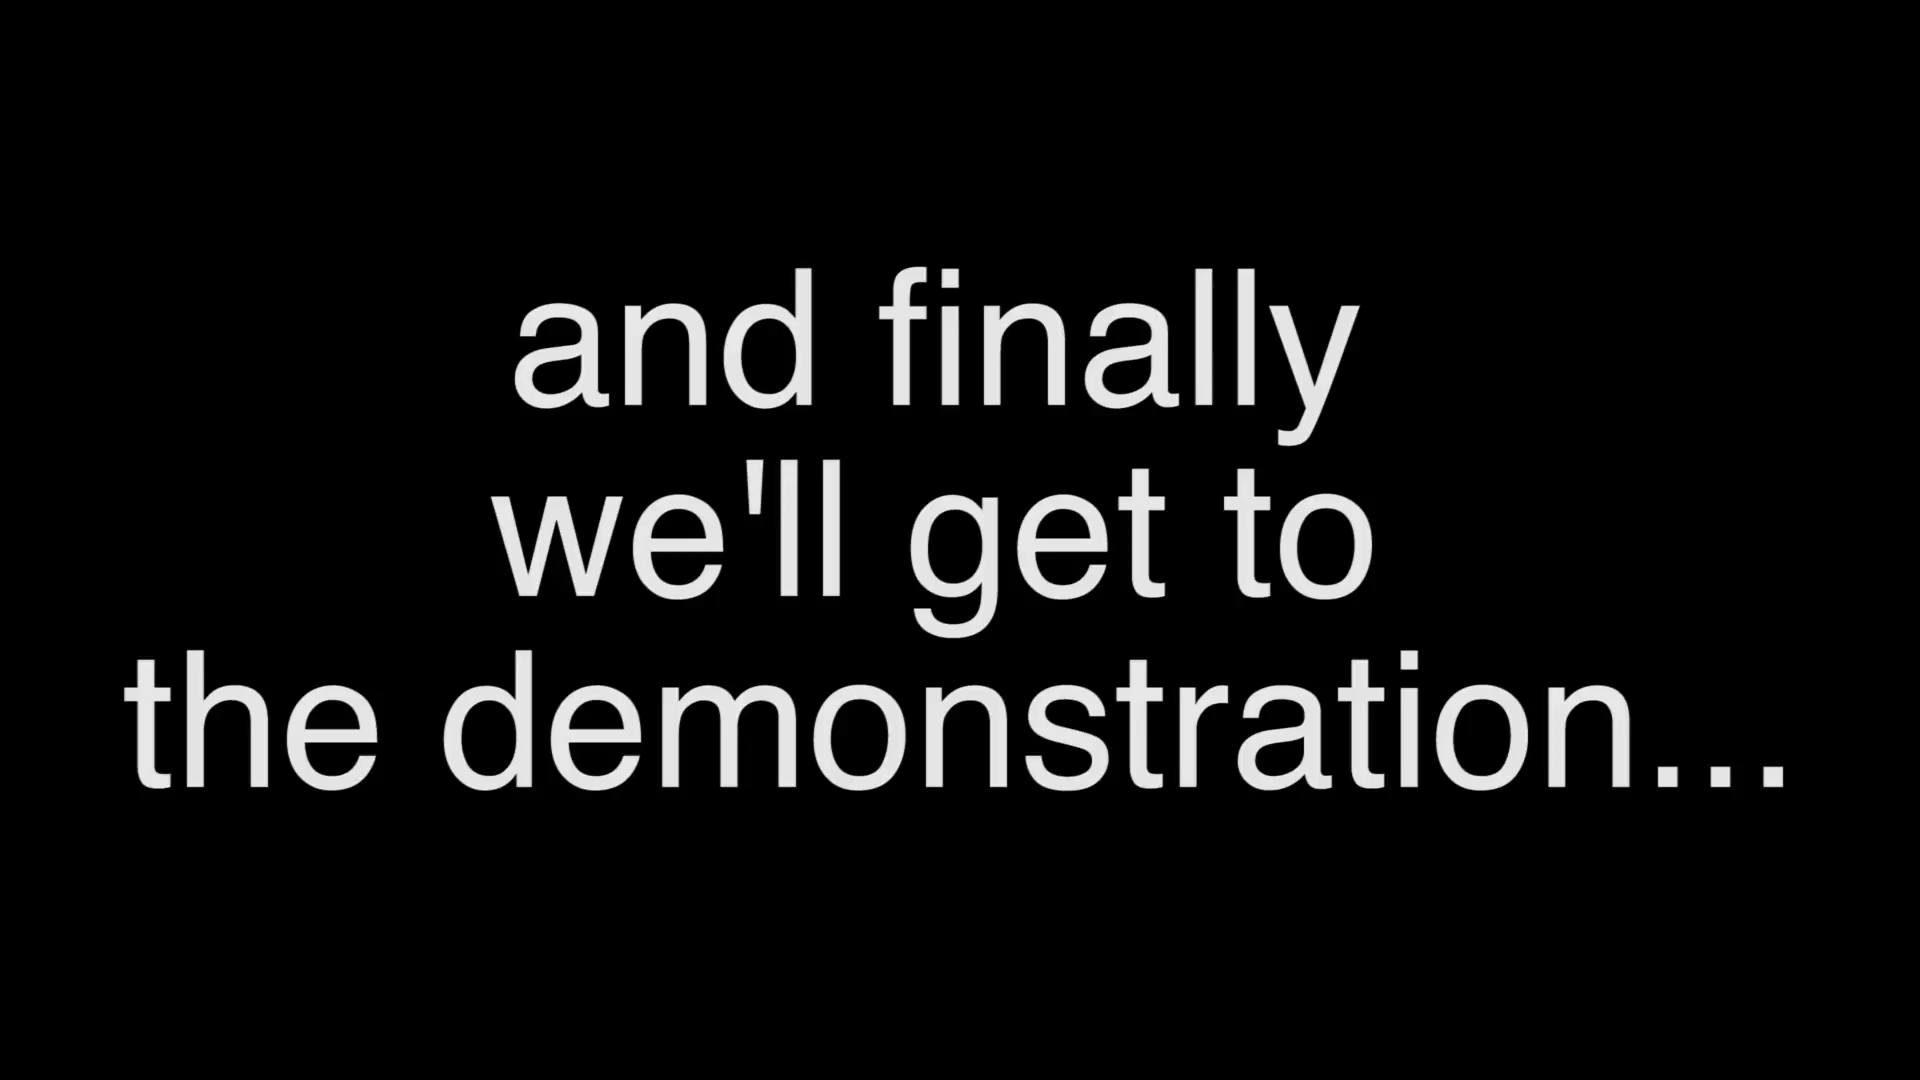 and finally
we'll get to
the demonstration...